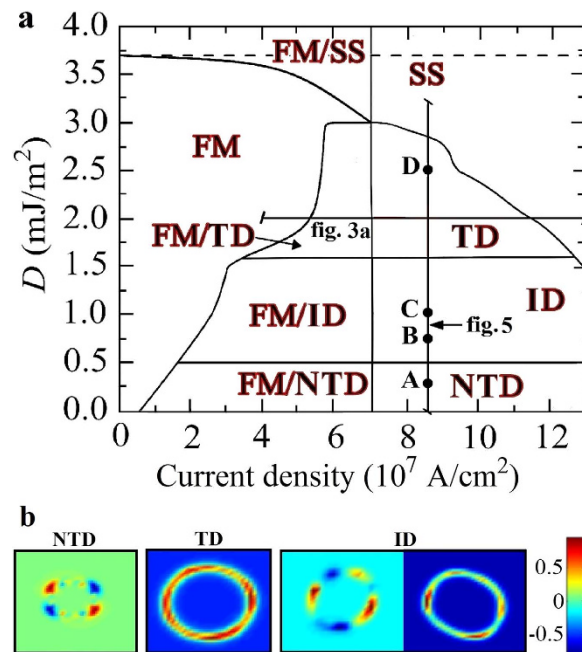 a
4.0
3.5
3.0
2.5
2.0
1.5
1.0
0.5
0.0
D (mJ/m²)
FM/SS
SS
FM
D
FM/TD
fig. 3a
TD
C
ID
FM/ID
fig.5
B
FM/NTD
A
NTD
0 2 4 6 8 10 12
Current density (10⁷ A/cm²)
b
NTD TD ID
0.5
0
-0.5